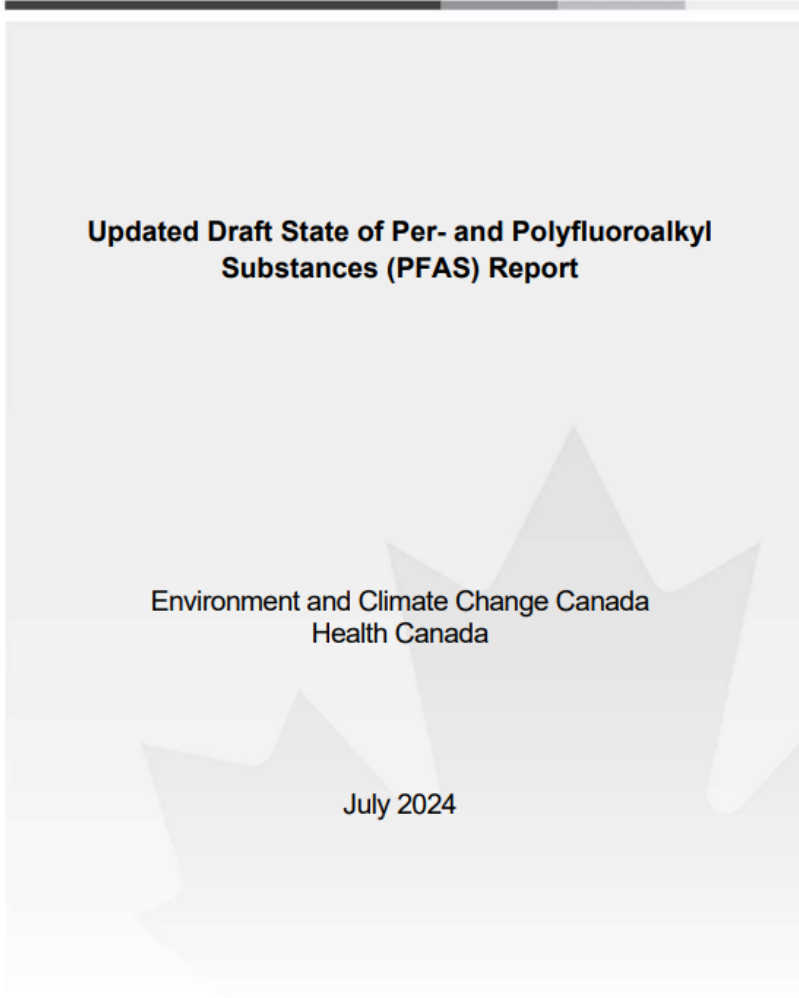 Updated Draft State of Per- and Polyfluoroalkyl
Substances (PFAS) Report
Environment and Climate Change Canada
Health Canada
July 2024